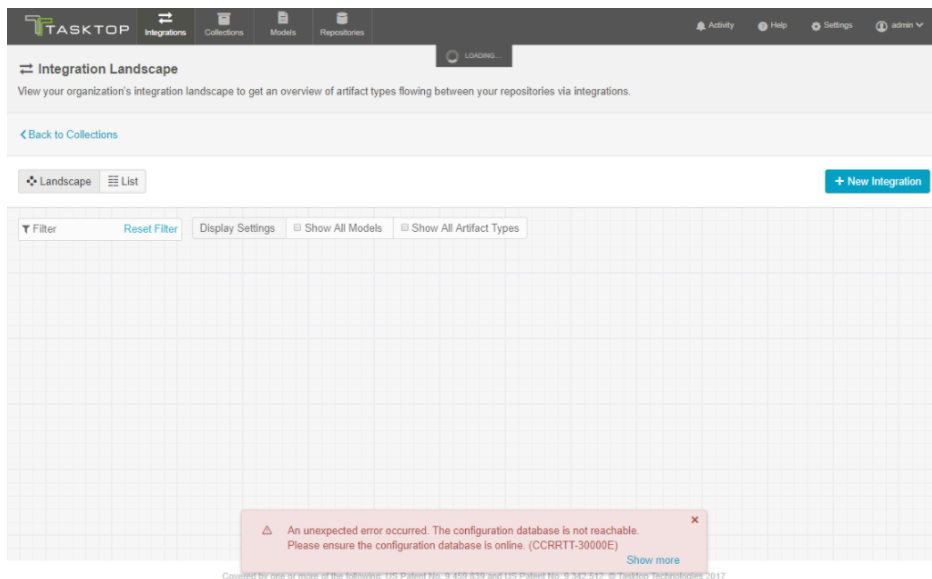 TASKTOP
Integrations
Collections
Models
Repositories
Activity
Help
Settings
admin
LOADING...
Integration Landscape
View your organization's integration landscape to get an overview of artifact types flowing between your repositories via integrations.
Back to Collections
Landscape
List
+ New Integration
Filter
Reset Filter
Display Settings
Show All Models
Show All Artifact Types
An unexpected error occurred. The configuration database is not reachable.
Please ensure the configuration database is online. (CCRRTT-30000E)
Show more
Covered by one or more of the following: US Patent No. 9,459,839 and US Patent No. 9,342,512. © Tasktop Technologies 2017